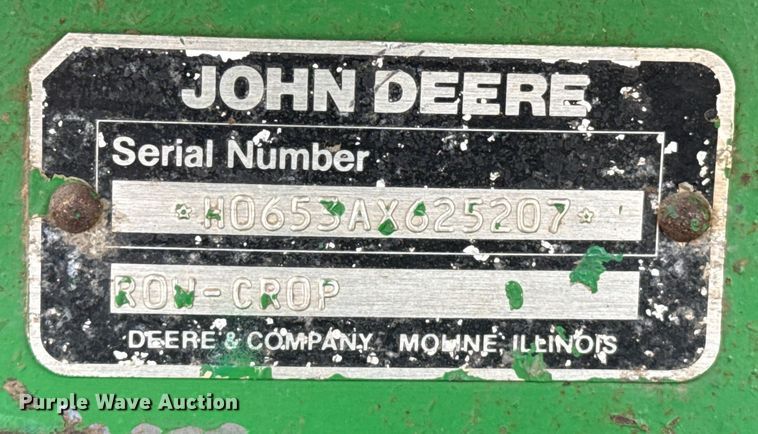 JOHN DEERE
Serial Number
*H0653AX625207*
ROW-CROP
DEERE & COMPANY MOLINE, ILLINOIS
Purple Wave Auction